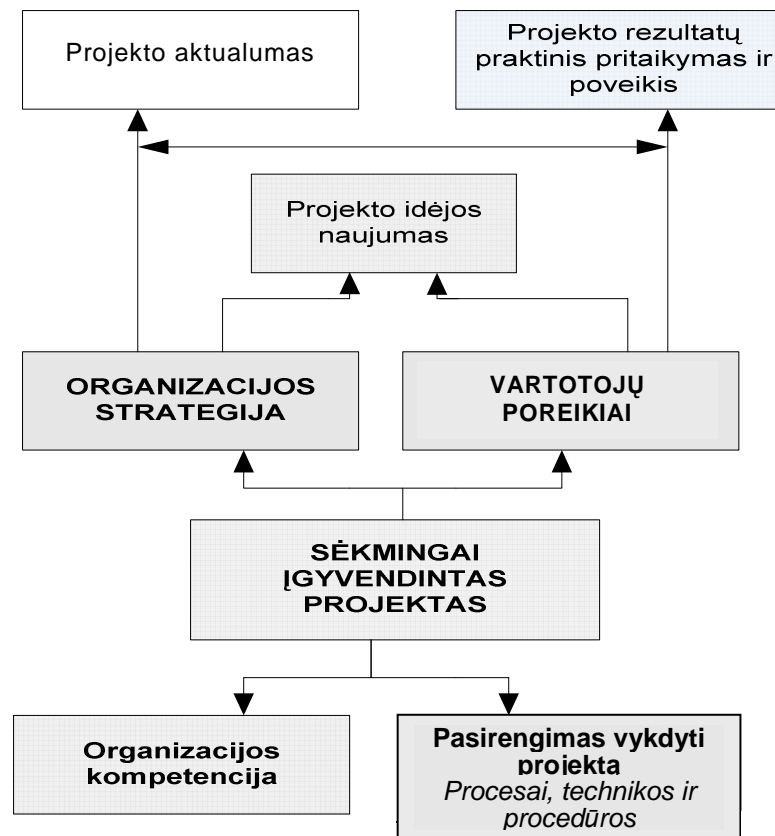 Projekto aktualumas
Projekto rezultatų
praktinis pritaikymas ir
poveikis
Projekto idėjos
naujumas
ORGANIZACIJOS
STRATEGIJA
VARTOTOJŲ
POREIKIAI
SĖKMINGAI
ĮGYVENDINTAS
PROJEKTAS
Organizacijos
kompetencija
Pasirengimas vykdyti
projektą
Procesai, technikos ir
procedūros